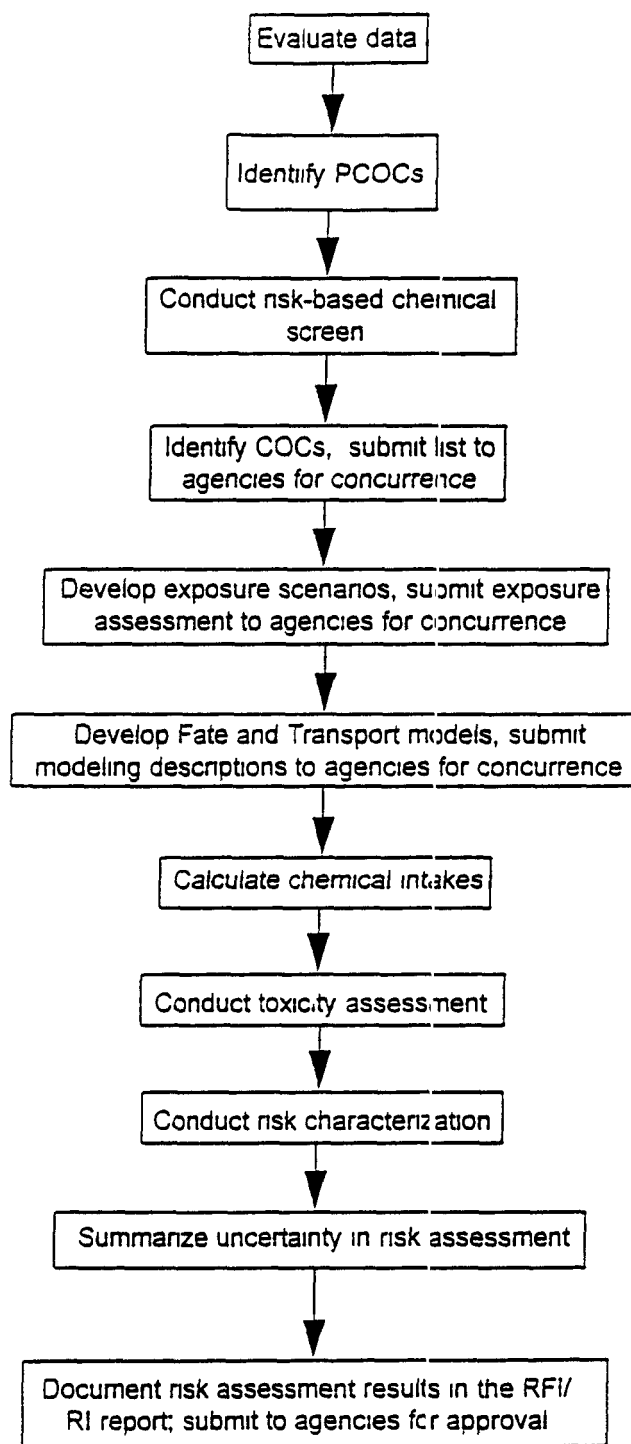 Evaluate data
Identify PCOCs
Conduct risk-based chemical
screen
Identify COCs, submit list to
agencies for concurrence
Develop exposure scenarios, submit exposure
assessment to agencies for concurrence
Develop Fate and Transport models, submit
modeling descriptions to agencies for concurrence
Calculate chemical intakes
Conduct toxicity assessment
Conduct risk characterization
Summarize uncertainty in risk assessment
Document risk assessment results in the RFI/
RI report; submit to agencies for approval